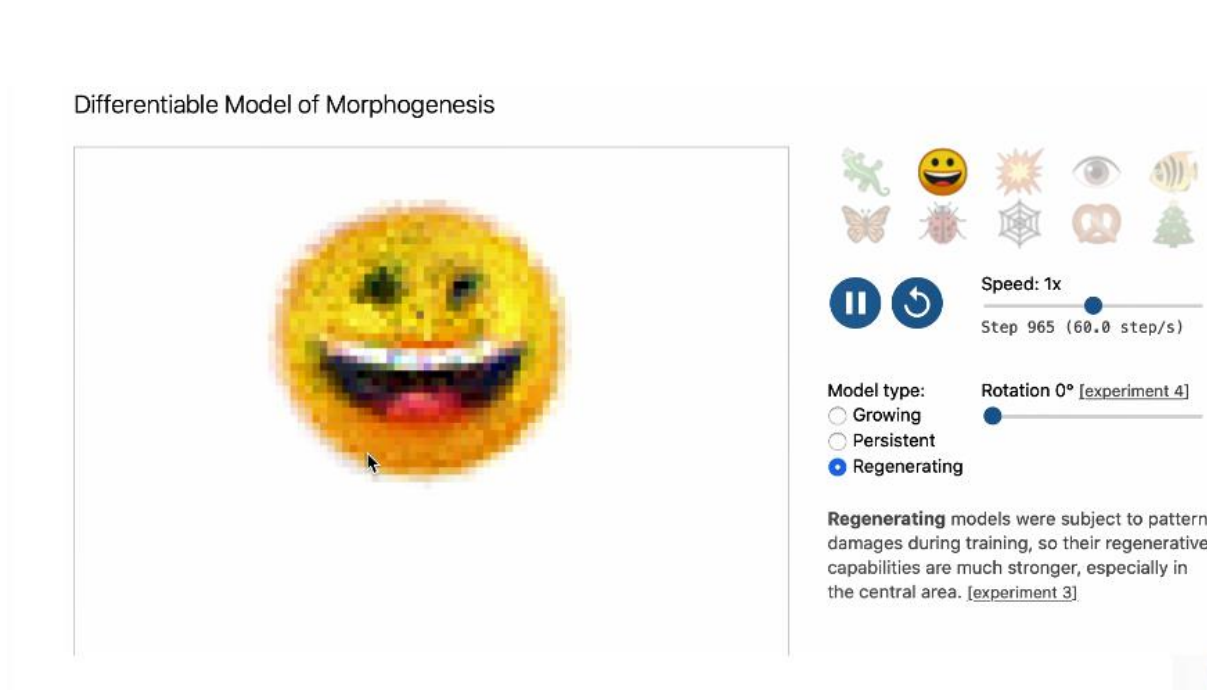 Differentiable Model of Morphogenesis
Speed: 1x
Step 965 (60.0 step/s)
Model type:
Growing
Persistent
Regenerating
Rotation 0° [experiment 4]
Regenerating models were subject to pattern
damages during training, so their regenerative
capabilities are much stronger, especially in
the central area. [experiment 3]